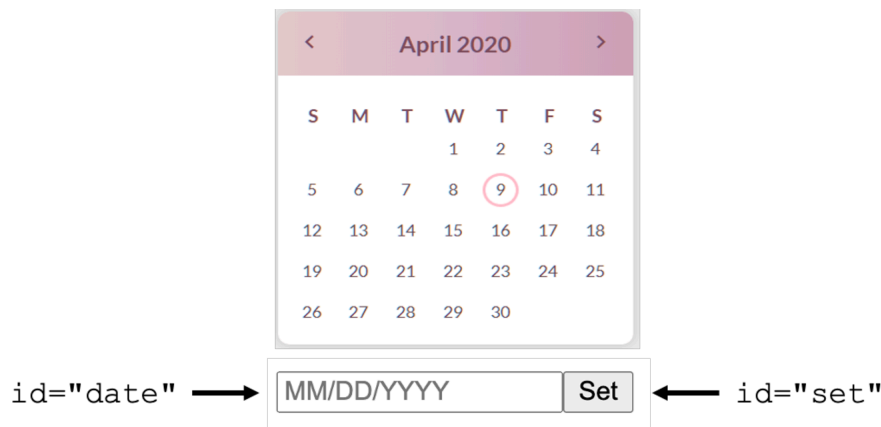 < April 2020 >
S M T W T F S
1 2 3 4
5 6 7 8 9 10 11
12 13 14 15 16 17 18
19 20 21 22 23 24 25
26 27 28 29 30
id="date" MM/DD/YYYY Set id="set"